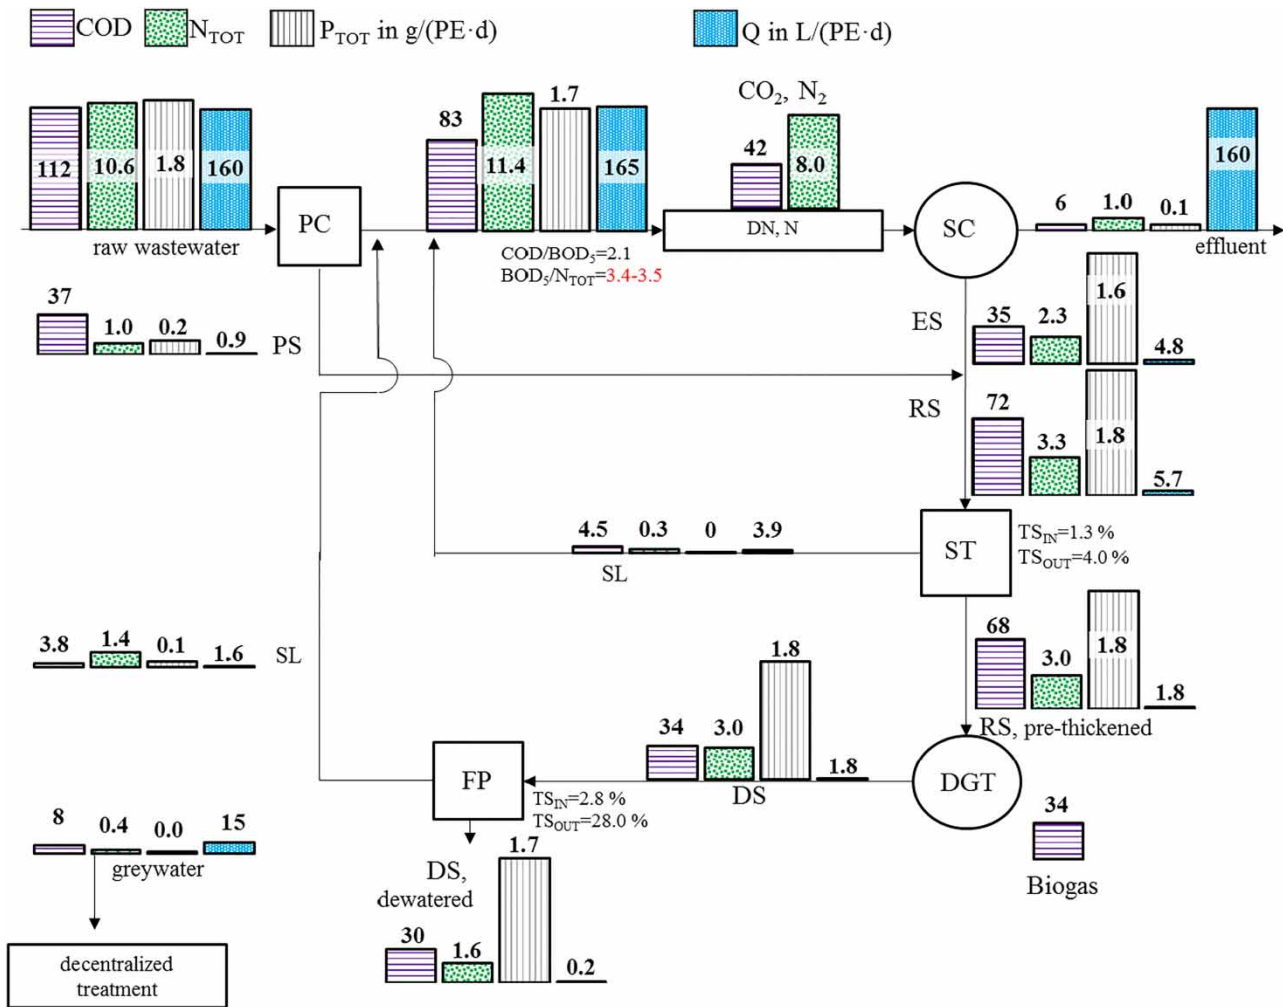 COD N_TOT P_TOT in g/(PE·d) Q in L/(PE·d)
112 10.6 1.8 160
raw wastewater
PC
83 11.4 1.7 165
COD/BOD₅=2.1
BOD₅/N_TOT=3.4-3.5
CO₂, N₂
42 8.0
DN, N
SC
6 1.0 0.1 160
effluent
37 1.0 0.2 0.9
PS
ES
35 2.3 1.6 4.8
RS
72 3.3 1.8 5.7
ST
TS_IN=1.3 %
TS_OUT=4.0 %
4.5 0.3 0 3.9
SL
3.8 1.4 0.1 1.6
SL
68 3.0 1.8 1.8
RS, pre-thickened
34 3.0 1.8 1.8
DS
DGT
FP
TS_IN=2.8 %
TS_OUT=28.0 %
34
Biogas
8 0.4 0.0 15
greywater
DS,
dewatered
30 1.6 1.7 0.2
decentralized
treatment